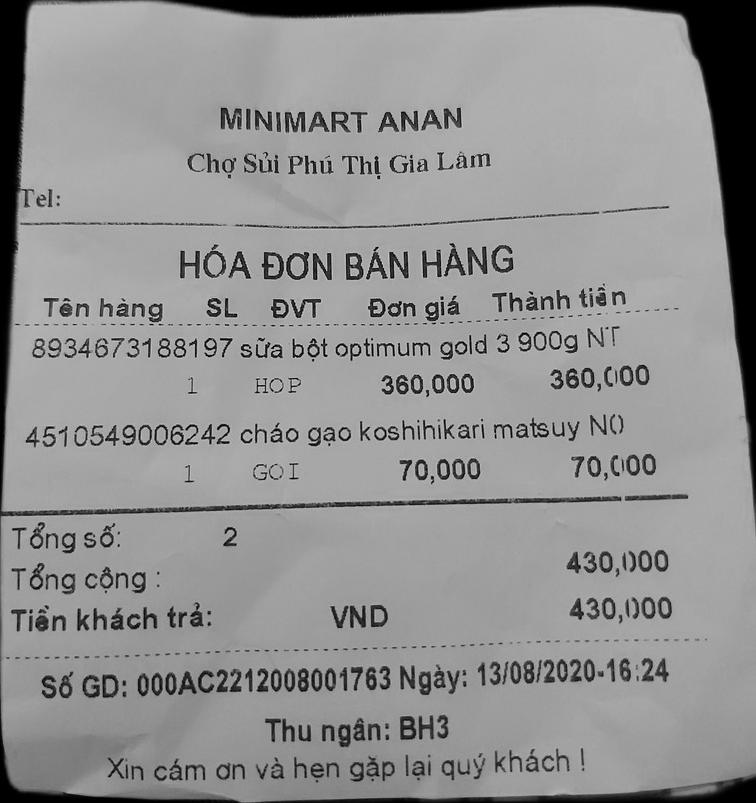 MINIMART ANAN
Chợ Sủi Phú Thị Gia Lâm
Tel:
HÓA ĐƠN BÁN HÀNG
Tên hàng SL ĐVT Đơn giá Thành tiền
8934673188197 sữa bột optimum gold 3 900g NT
1 HOP 360,000 360,000
4510549006242 cháo gạo koshihikari matsuy NO
1 GOI 70,000 70,000
Tổng số: 2
Tổng cộng : 430,000
Tiền khách trả: VND 430,000
Số GD: 000AC2212008001763 Ngày: 13/08/2020-16:24
Thu ngân: BH3
Xin cám ơn và hẹn gặp lại quý khách !